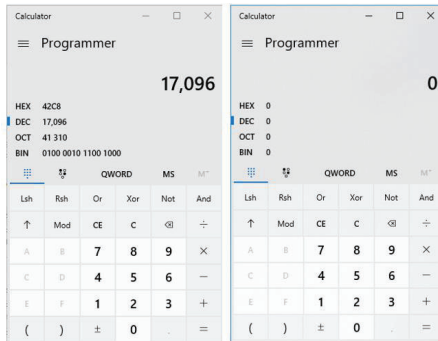 Calculator
Programmer
17,096
HEX 42C8
DEC 17,096
OCT 41 310
BIN 0100 0010 1100 1000
QWORD MS M˅
Lsh Rsh Or Xor Not And
↑ Mod CE C ⌫ ÷
A B 7 8 9 ×
C D 4 5 6 −
E F 1 2 3 +
( ) ± 0 . =
Calculator
Programmer
0
HEX 0
DEC 0
OCT 0
BIN 0
QWORD MS M˅
Lsh Rsh Or Xor Not And
↑ Mod CE C ⌫ ÷
A B 7 8 9 ×
C D 4 5 6 −
E F 1 2 3 +
( ) ± 0 . =